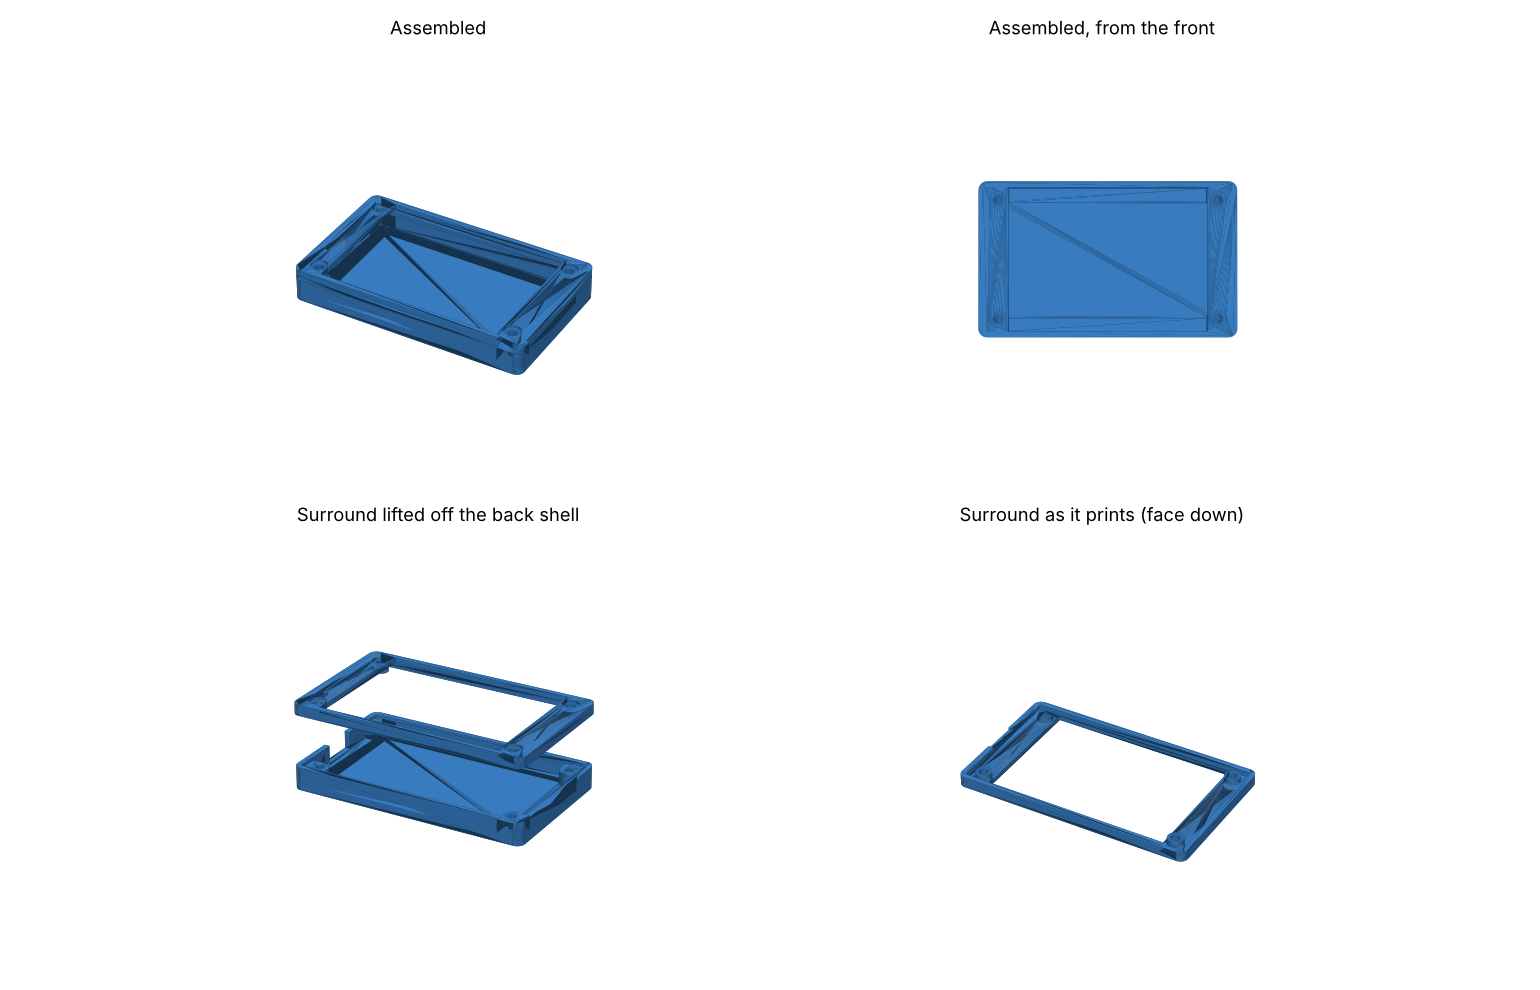 Assembled
Assembled, from the front
Surround lifted off the back shell
Surround as it prints (face down)